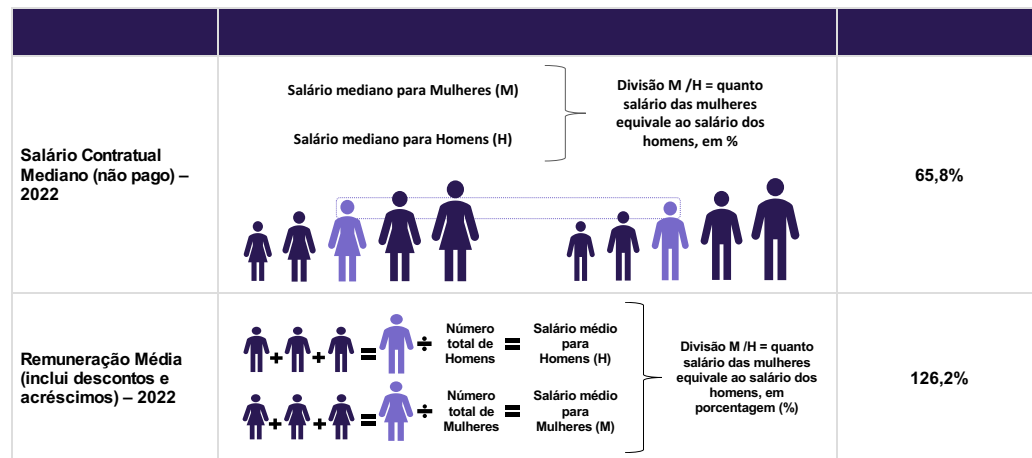 Salário mediano para Mulheres (M)
Salário mediano para Homens (H)
Divisão M /H = quanto
salário das mulheres
equivale ao salário dos
homens, em %
Salário Contratual
Mediano (não pago) –
2022
65,8%
Remuneração Média
(inclui descontos e
acréscimos) – 2022
+ + = ÷
Número
total de
Homens
=
Salário médio
para
Homens (H)
+ + = ÷
Número
total de
Mulheres
=
Salário médio
para
Mulheres (M)
Divisão M /H = quanto
salário das mulheres
equivale ao salário dos
homens, em
porcentagem (%)
126,2%